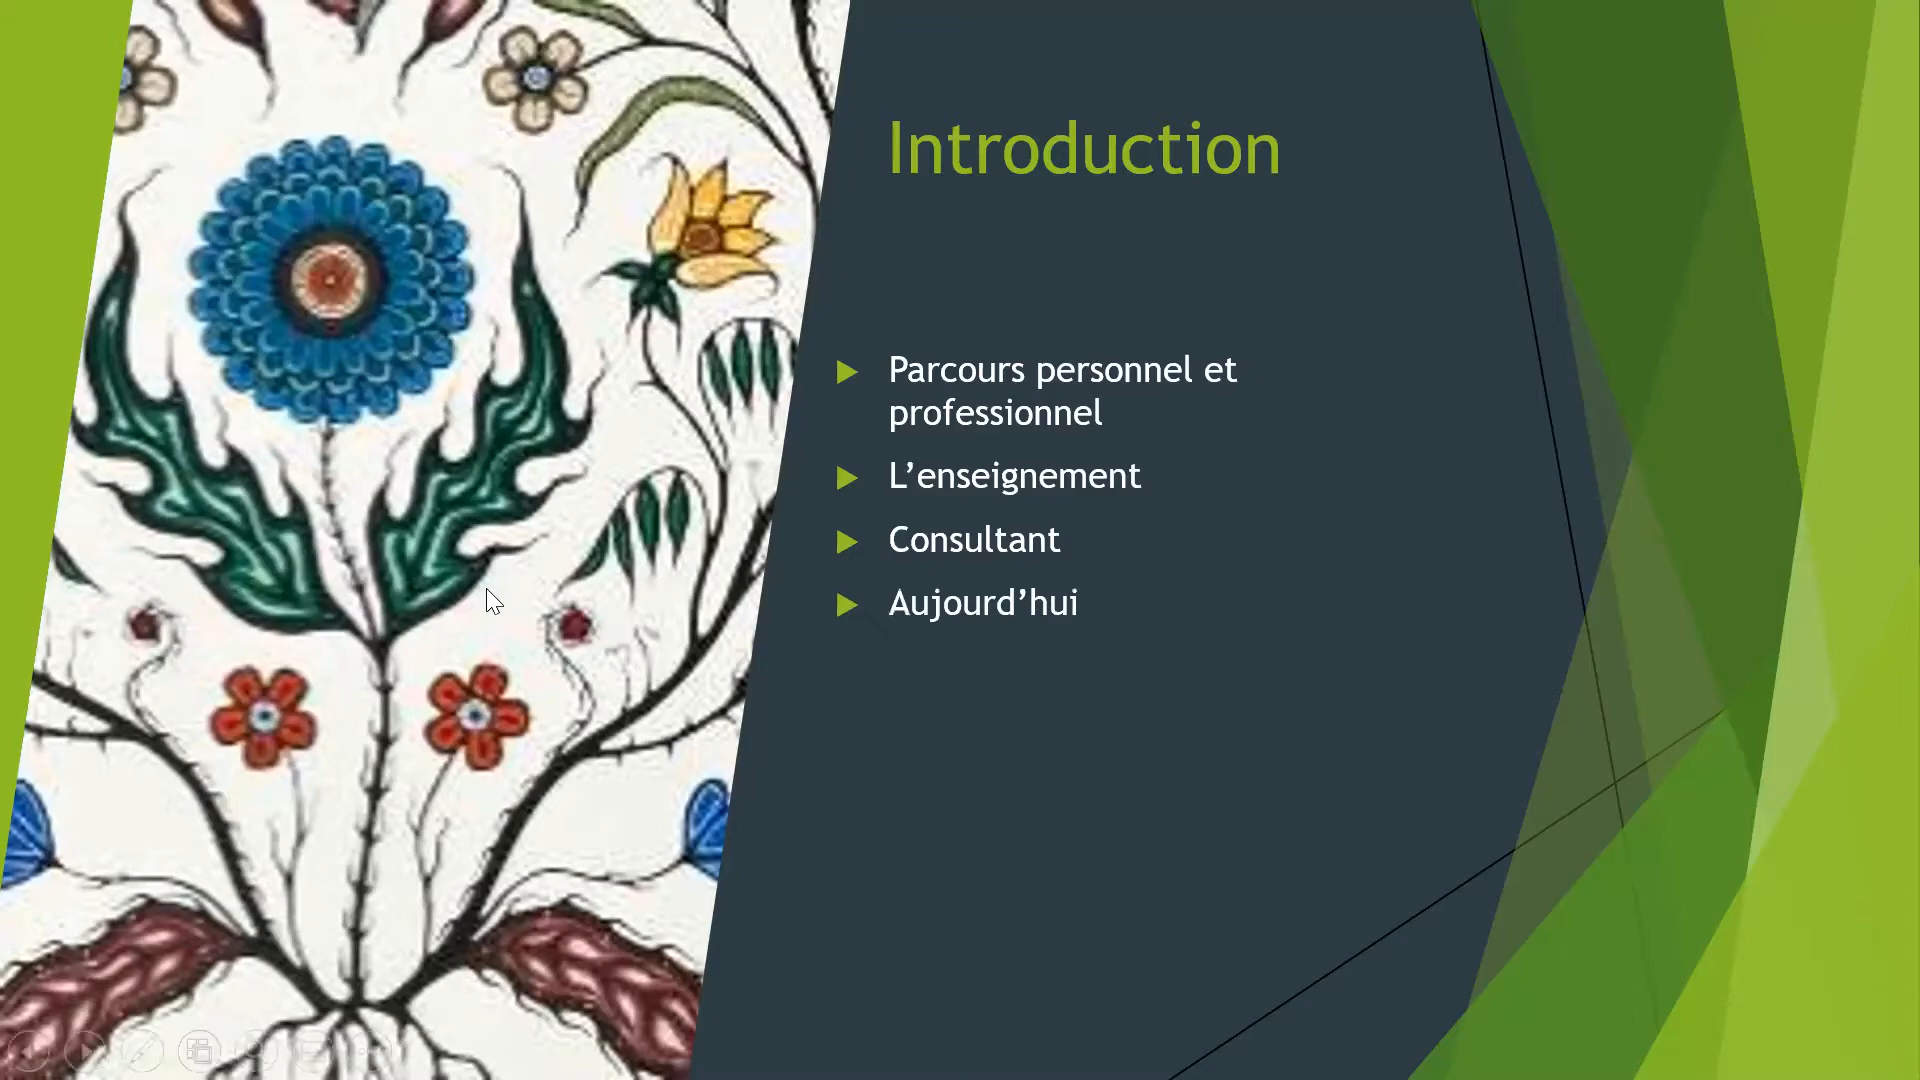 Introduction
Parcours personnel et
professionnel
L’enseignement
Consultant
Aujourd’hui